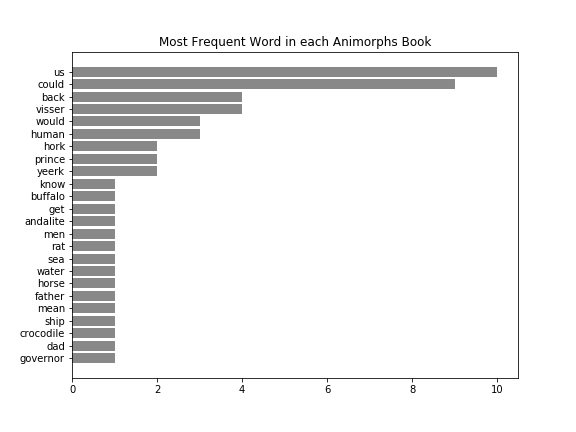 Most Frequent Word in each Animorphs Book
us
could
back
visser
would
human
hork
prince
yeerk
know
buffalo
get
andalite
men
rat
sea
water
horse
father
mean
ship
crocodile
dad
governor
0 2 4 6 8 10